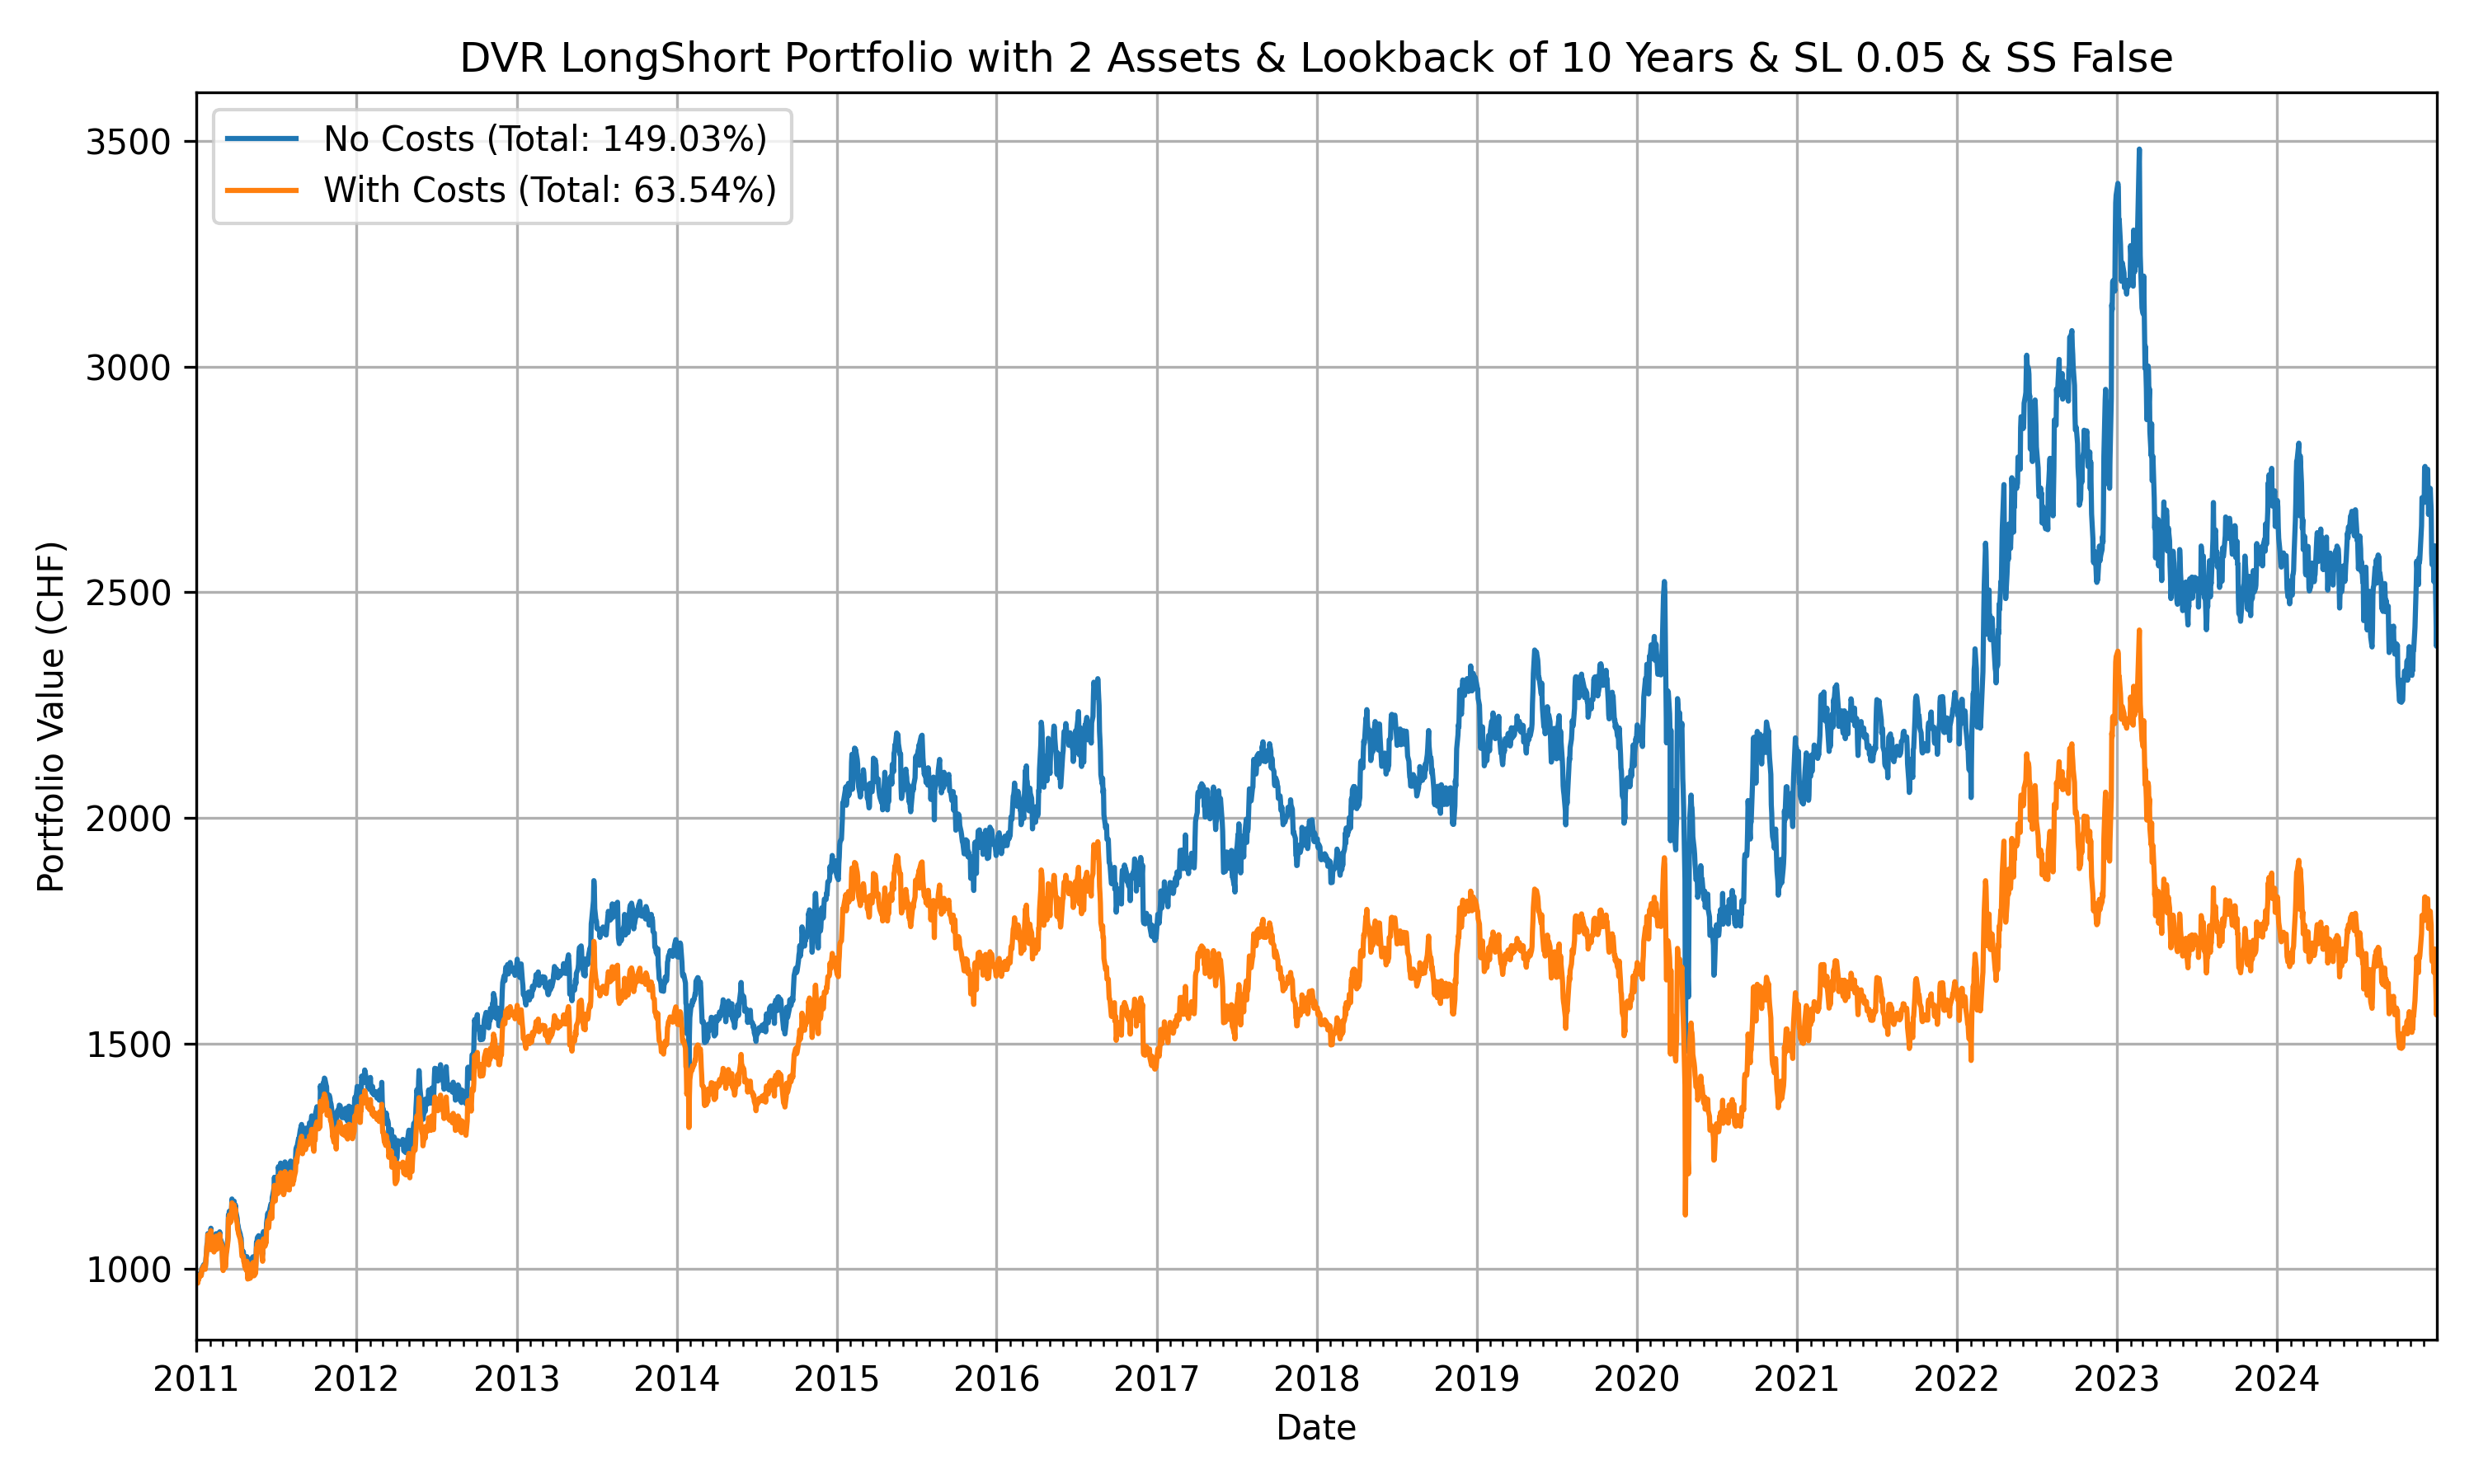 DVR LongShort Portfolio with 2 Assets & Lookback of 10 Years & SL 0.05 & SS False
No Costs (Total: 149.03%)
With Costs (Total: 63.54%)
Portfolio Value (CHF)
3500
3000
2500
2000
1500
1000
2011 2012 2013 2014 2015 2016 2017 2018 2019 2020 2021 2022 2023 2024
Date